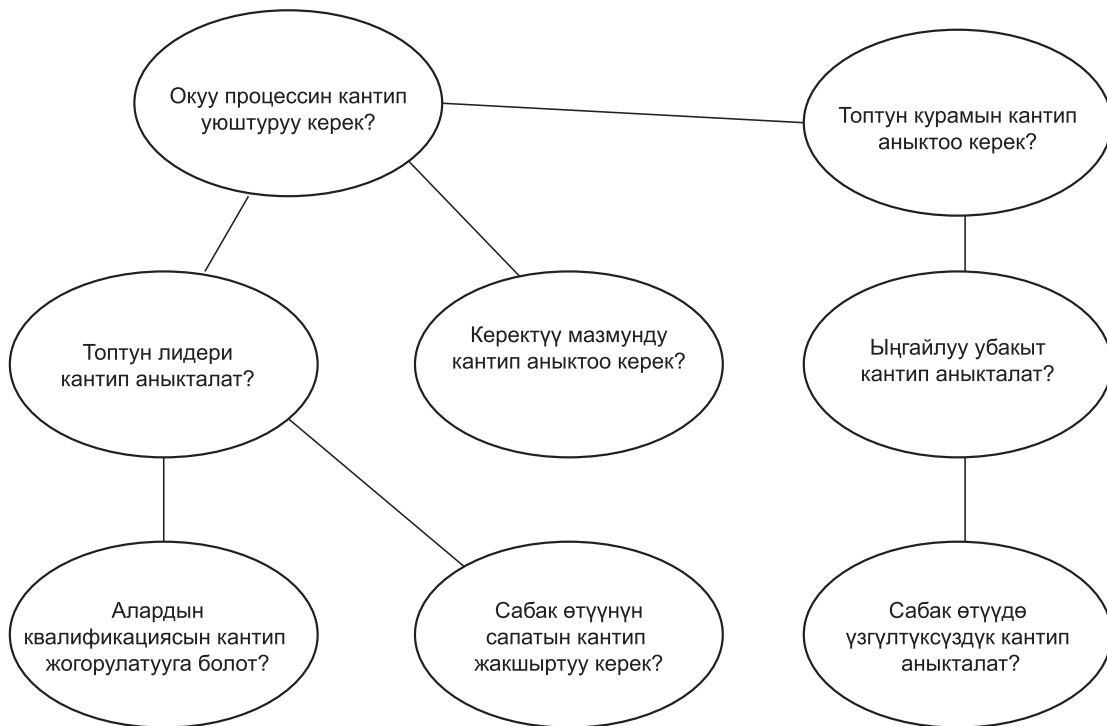 Окуу процессин кантип
уюштуруу керек?
Топтун курамын кантип
аныктоо керек?
Топтун лидери
кантип аныкталат?
Керектүү мазмунду
кантип аныктоо керек?
Ыңгайлуу убакыт
кантип аныкталат?
Алардын
квалификациясын кантип
жогорулатууга болот?
Сабак өтүүнүн
сапатын кантип
жакшыртуу керек?
Сабак өтүүдө
үзгүлтүксүздүк кантип
аныкталат?